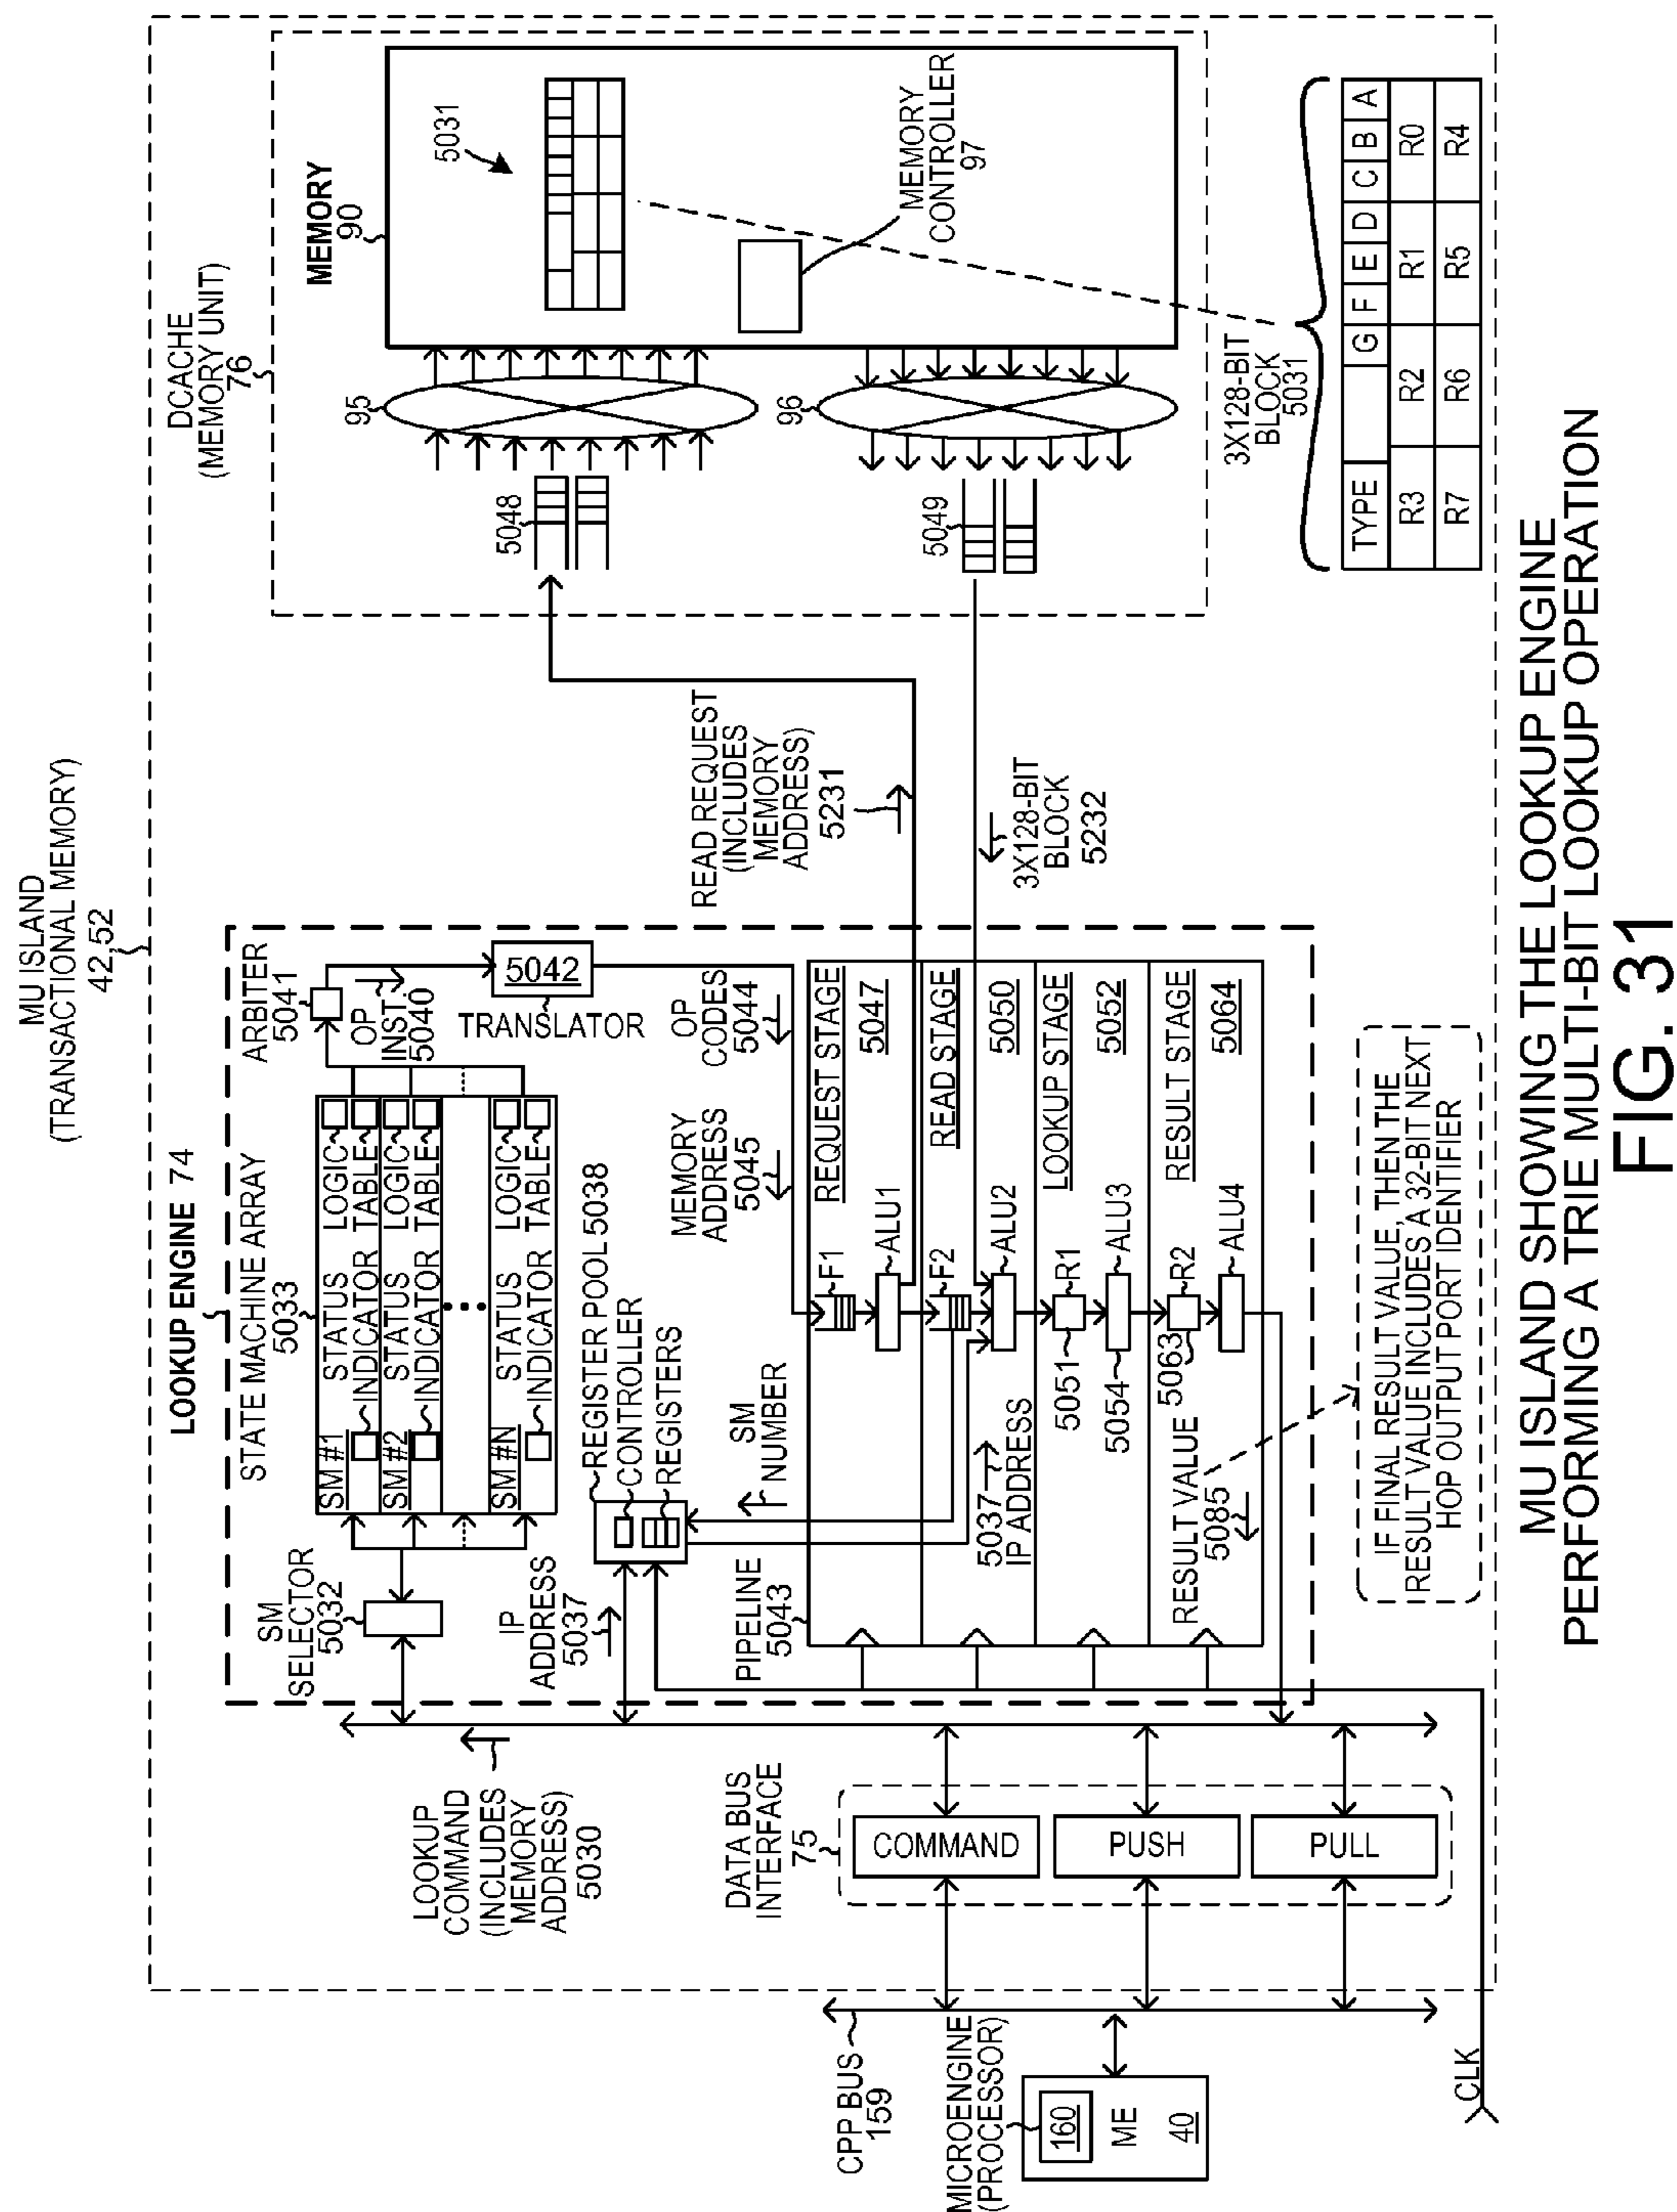 MU ISLAND
(TRANSACTIONAL MEMORY)
42,52
LOOKUP ENGINE 74
STATE MACHINE ARRAY
5033
SM
SELECTOR
5032
SM #1
STATUS
INDICATOR
LOGIC
TABLE
SM #2
STATUS
INDICATOR
LOGIC
TABLE
SM #N
STATUS
INDICATOR
LOGIC
TABLE
ARBITER
5041
OP
INST.
5040
5042
TRANSLATOR
OP
CODES
5044
MEMORY
ADDRESS
5045
IP
ADDRESS
5037
REGISTER POOL 5038
CONTROLLER
REGISTERS
SM
NUMBER
PIPELINE
5043
F1
ALU1
REQUEST STAGE
5047
F2
ALU2
READ STAGE
5050
5037
IP ADDRESS
5051
R1
LOOKUP STAGE
5052
5054
ALU3
RESULT VALUE
5085
5063
R2
ALU4
RESULT STAGE
5064
IF FINAL RESULT VALUE, THEN THE
RESULT VALUE INCLUDES A 32-BIT NEXT
HOP OUTPUT PORT IDENTIFIER
LOOKUP
COMMAND
(INCLUDES
MEMORY
ADDRESS)
5030
DATA BUS
INTERFACE
75
COMMAND
PUSH
PULL
CPP BUS
159
MICROENGINE
(PROCESSOR)
160
ME
40
CLK
READ REQUEST
(INCLUDES
MEMORY
ADDRESS)
5231
3X128-BIT
BLOCK
5232
DCACHE
(MEMORY UNIT)
76
MEMORY
90
95
96
5048
5049
5031
MEMORY
CONTROLLER
97
3X128-BIT
BLOCK
5031
TYPE G F E D C B A
R3 R2 R1 R0
R7 R6 R5 R4
MU ISLAND SHOWING THE LOOKUP ENGINE
PERFORMING A TRIE MULTI-BIT LOOKUP OPERATION
FIG. 31